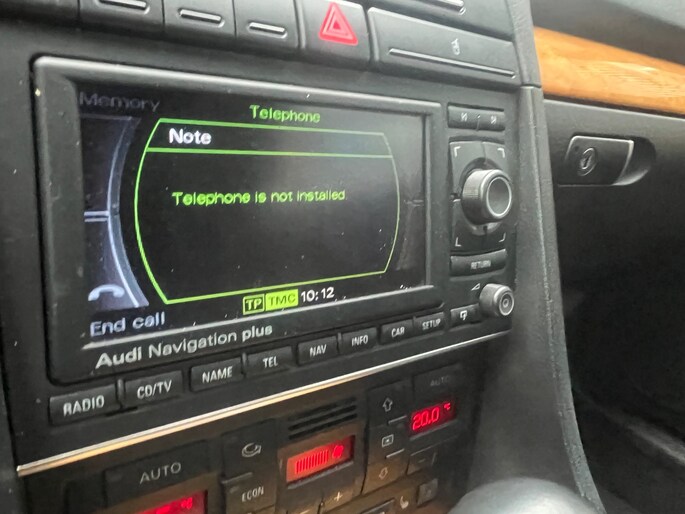 Memory
Telephone
Note
Telephone is not installed.
TP TMC 10:12
End call
Audi Navigation plus
RADIO
CD/TV
NAME
TEL
NAV
INFO
CAR
SETUP
RETURN
AUTO
20.0 °C
AUTO
ECON